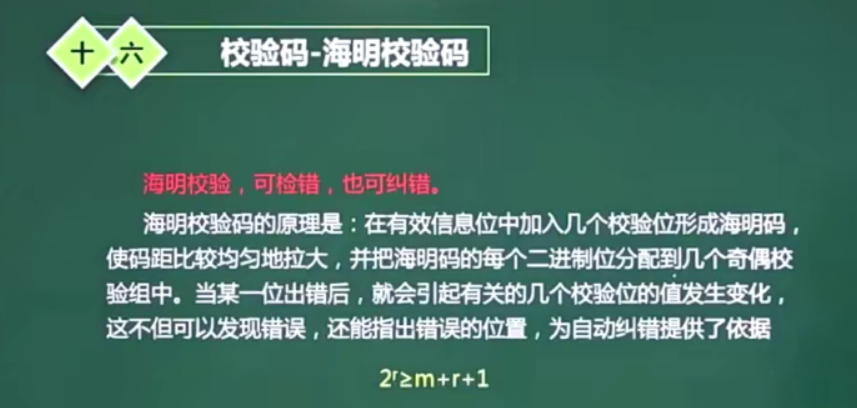 十六 校验码-海明校验码
海明校验，可检错，也可纠错。
海明校验码的原理是：在有效信息位中加入几个校验位形成海明码，
使码距比较均匀地拉大，并把海明码的每个二进制位分配到几个奇偶校
验组中。当某一位出错后，就会引起有关的几个校验位的值发生变化，
这不但可以发现错误，还能指出错误的位置，为自动纠错提供了依据
2ʳ≥m+r+1